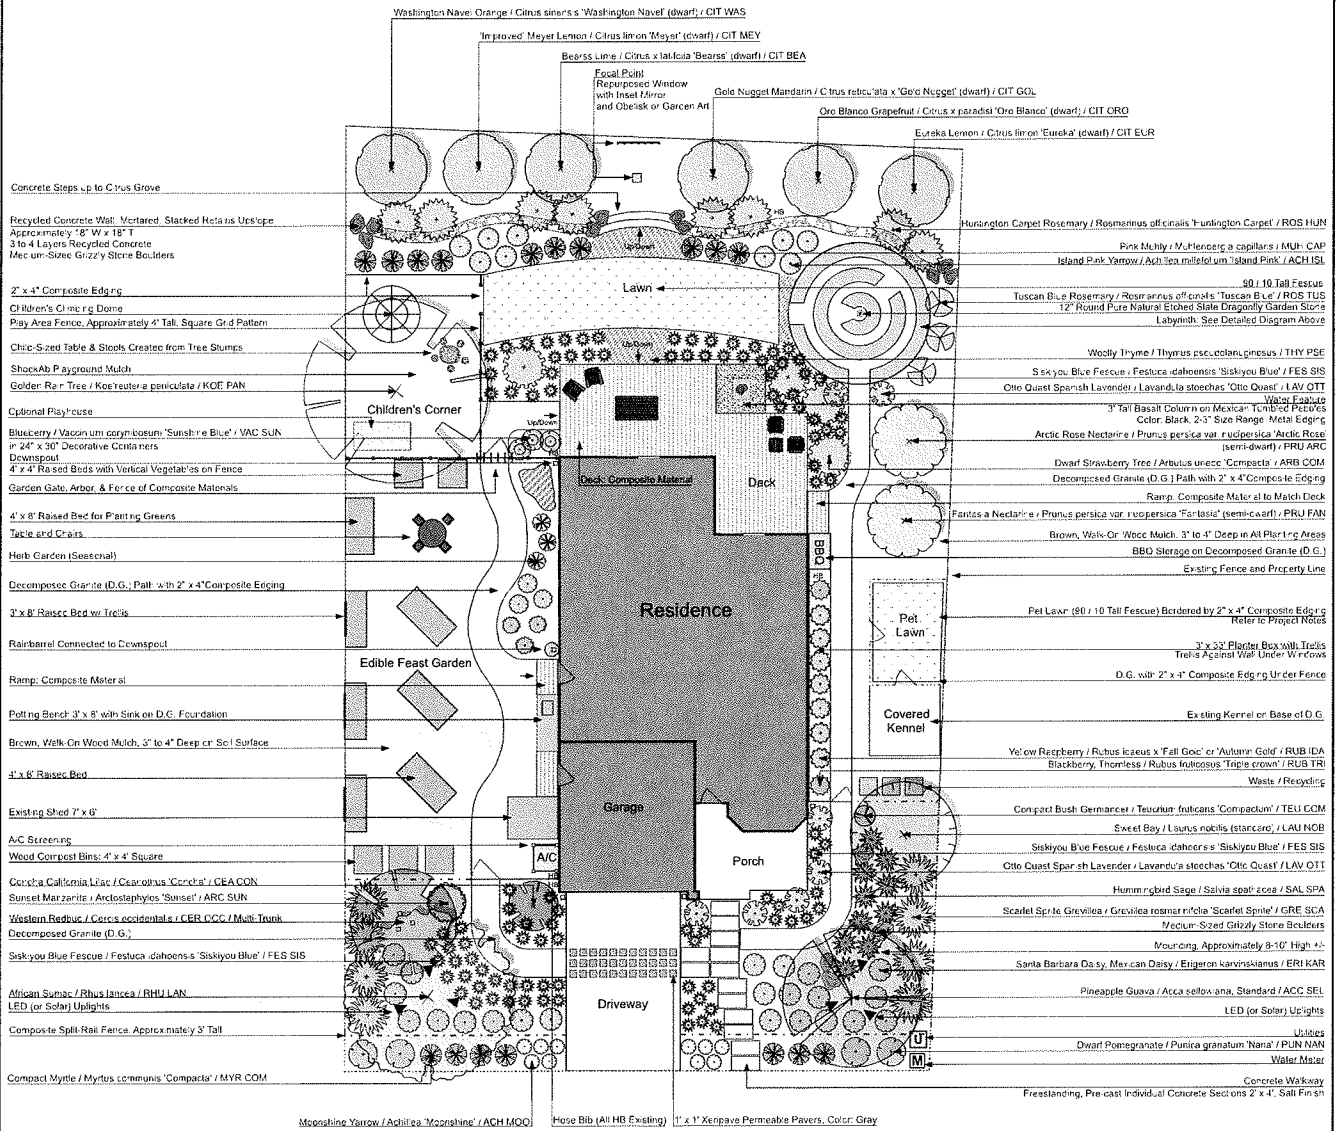 Washington Navel Orange / Citrus sinensis 'Washington Navel' (dwarf) / CIT WAS
'Improved' Meyer Lemon / Citrus limon 'Meyer' (dwarf) / CIT MEY
Bearss Lime / Citrus x latifolia 'Bearss' (dwarf) / CIT BEA
Focal Point
Repurposed Window
with Inset Mirror
and Obelisk or Garden Art
Gold Nugget Mandarin / Citrus reticulata x 'Gold Nugget' (dwarf) / CIT GOL
Oro Blanco Grapefruit / Citrus x paradisi 'Oro Blanco' (dwarf) / CIT ORO
Eureka Lemon / Citrus limon 'Eureka' (dwarf) / CIT EUR
Concrete Steps up to Citrus Grove
Recycled Concrete Wall, Mortared, Stacked Retains Upslope
Approximately 18" W x 18" T
3 to 4 Layers Recycled Concrete
Medium-Sized Grizzly Stone Boulders
2" x 4" Composite Edging
Children's Climbing Dome
Play Area Fence, Approximately 4' Tall, Square Grid Pattern
Child-Sized Table & Stools Created from Tree Stumps
ShockAb Playground Mulch
Golden Rain Tree / Koelreuteria paniculata / KOE PAN
Optional Playhouse
Blueberry / Vaccinium corymbosum 'Sunshine Blue' / VAC SUN
in 24" x 30" Decorative Containers
Downspout
4' x 4' Raised Beds with Vertical Vegetables on Fence
Garden Gate, Arbor, & Fence of Composite Materials
4' x 8' Raised Bed for Planting Greens
Table and Chairs
Herb Garden (Seasonal)
Decomposed Granite (D.G.) Path with 2" x 4"Composite Edging
3' x 8' Raised Bed w/ Trellis
Rainbarrel Connected to Downspout
Ramp: Composite Material
Potting Bench 3' x 8' with Sink on D.G. Foundation
Brown, Walk-On Wood Mulch, 3" to 4" Deep on Soil Surface
4' x 8' Raised Bed
Existing Shed 7' x 6'
A/C Screening
Wood Compost Bins: 4' x 4' Square
Concha California Lilac / Ceanothus 'Concha' / CEA CON
Sunset Manzanita / Arctostaphylos 'Sunset' / ARC SUN
Western Redbud / Cercis occidentalis / CER OCC / Multi-Trunk
Decomposed Granite (D.G.)
Siskiyou Blue Fescue / Festuca idahoensis 'Siskiyou Blue' / FES SIS
African Sumac / Rhus lancea / RHU LAN
LED (or Solar) Uplights
Composite Split-Rail Fence, Approximately 3' Tall
Compact Myrtle / Myrtus communis 'Compacta' / MYR COM
HB
Up/Down
Lawn
Up/Down
Children's Corner
Up/Down
Deck: Composite Material
Deck
BBQ
HB
Residence
Edible Feast Garden
Pet
Lawn
Covered
Kennel
Garage
A/C
Porch
HB
Driveway
U
M
Huntington Carpet Rosemary / Rosmarinus officinalis 'Huntington Carpet' / ROS HUN
Pink Muhly / Muhlenbergia capillaris / MUH CAP
Island Pink Yarrow / Achillea millefolium 'Island Pink' / ACH ISL
90 / 10 Tall Fescue
Tuscan Blue Rosemary / Rosmarinus officinalis 'Tuscan Blue' / ROS TUS
12" Round Pure Natural Etched Slate Dragonfly Garden Stone
Labyrinth: See Detailed Diagram Above
Woolly Thyme / Thymus pseudolanuginosus / THY PSE
Siskiyou Blue Fescue / Festuca idahoensis 'Siskiyou Blue' / FES SIS
Otto Quast Spanish Lavender / Lavandula stoechas 'Otto Quast' / LAV OTT
Water Feature
3' Tall Basalt Column on Mexican Tumbled Pebbles
Color: Black, 2-3" Size Range, Metal Edging
Arctic Rose Nectarine / Prunus persica var. nucipersica 'Arctic Rose'
(semi-dwarf) / PRU ARC
Dwarf Strawberry Tree / Arbutus unedo 'Compacta' / ARB COM
Decomposed Granite (D.G.) Path with 2" x 4"Composite Edging
Ramp, Composite Material to Match Deck
Fantasia Nectarine / Prunus persica var. nucipersica 'Fantasia' (semi-dwarf) / PRU FAN
Brown, Walk-On Wood Mulch, 3" to 4" Deep in All Planting Areas
BBQ Storage on Decomposed Granite (D.G.)
Existing Fence and Property Line
Pet Lawn (90 / 10 Tall Fescue) Bordered by 2" x 4" Composite Edging
Refer to Project Notes
3' x 33' Planter Box with Trellis
Trellis Against Wall Under Windows
D.G. with 2" x 4" Composite Edging Under Fence
Existing Kennel on Base of D.G.
Yellow Raspberry / Rubus idaeus x 'Fall Gold' or 'Autumn Gold' / RUB IDA
Blackberry, Thornless / Rubus fruticosus 'Triple crown' / RUB TRI
Waste / Recycling
Compact Bush Germander / Teucrium fruticans 'Compactum' / TEU COM
Sweet Bay / Laurus nobilis (standard) / LAU NOB
Siskiyou Blue Fescue / Festuca idahoensis 'Siskiyou Blue' / FES SIS
Otto Quast Spanish Lavender / Lavandula stoechas 'Otto Quast' / LAV OTT
Hummingbird Sage / Salvia spathacea / SAL SPA
Scarlet Sprite Grevillea / Grevillea rosmarinifolia 'Scarlet Sprite' / GRE SCA
Medium-Sized Grizzly Stone Boulders
Mounding, Approximately 8-10" High +/-
Santa Barbara Daisy, Mexican Daisy / Erigeron karvinskianus / ERI KAR
Pineapple Guava / Acca sellowiana, Standard / ACC SEL
LED (or Solar) Uplights
Utilities
Dwarf Pomegranate / Punica granatum 'Nana' / PUN NAN
Water Meter
Concrete Walkway
Freestanding, Pre-cast Individual Concrete Sections 2' x 4', Salt Finish
Moonshine Yarrow / Achillea 'Moonshine' / ACH MOO
Hose Bib (All HB Existing)
1' x 1' Xeripave Permeable Pavers, Color: Gray